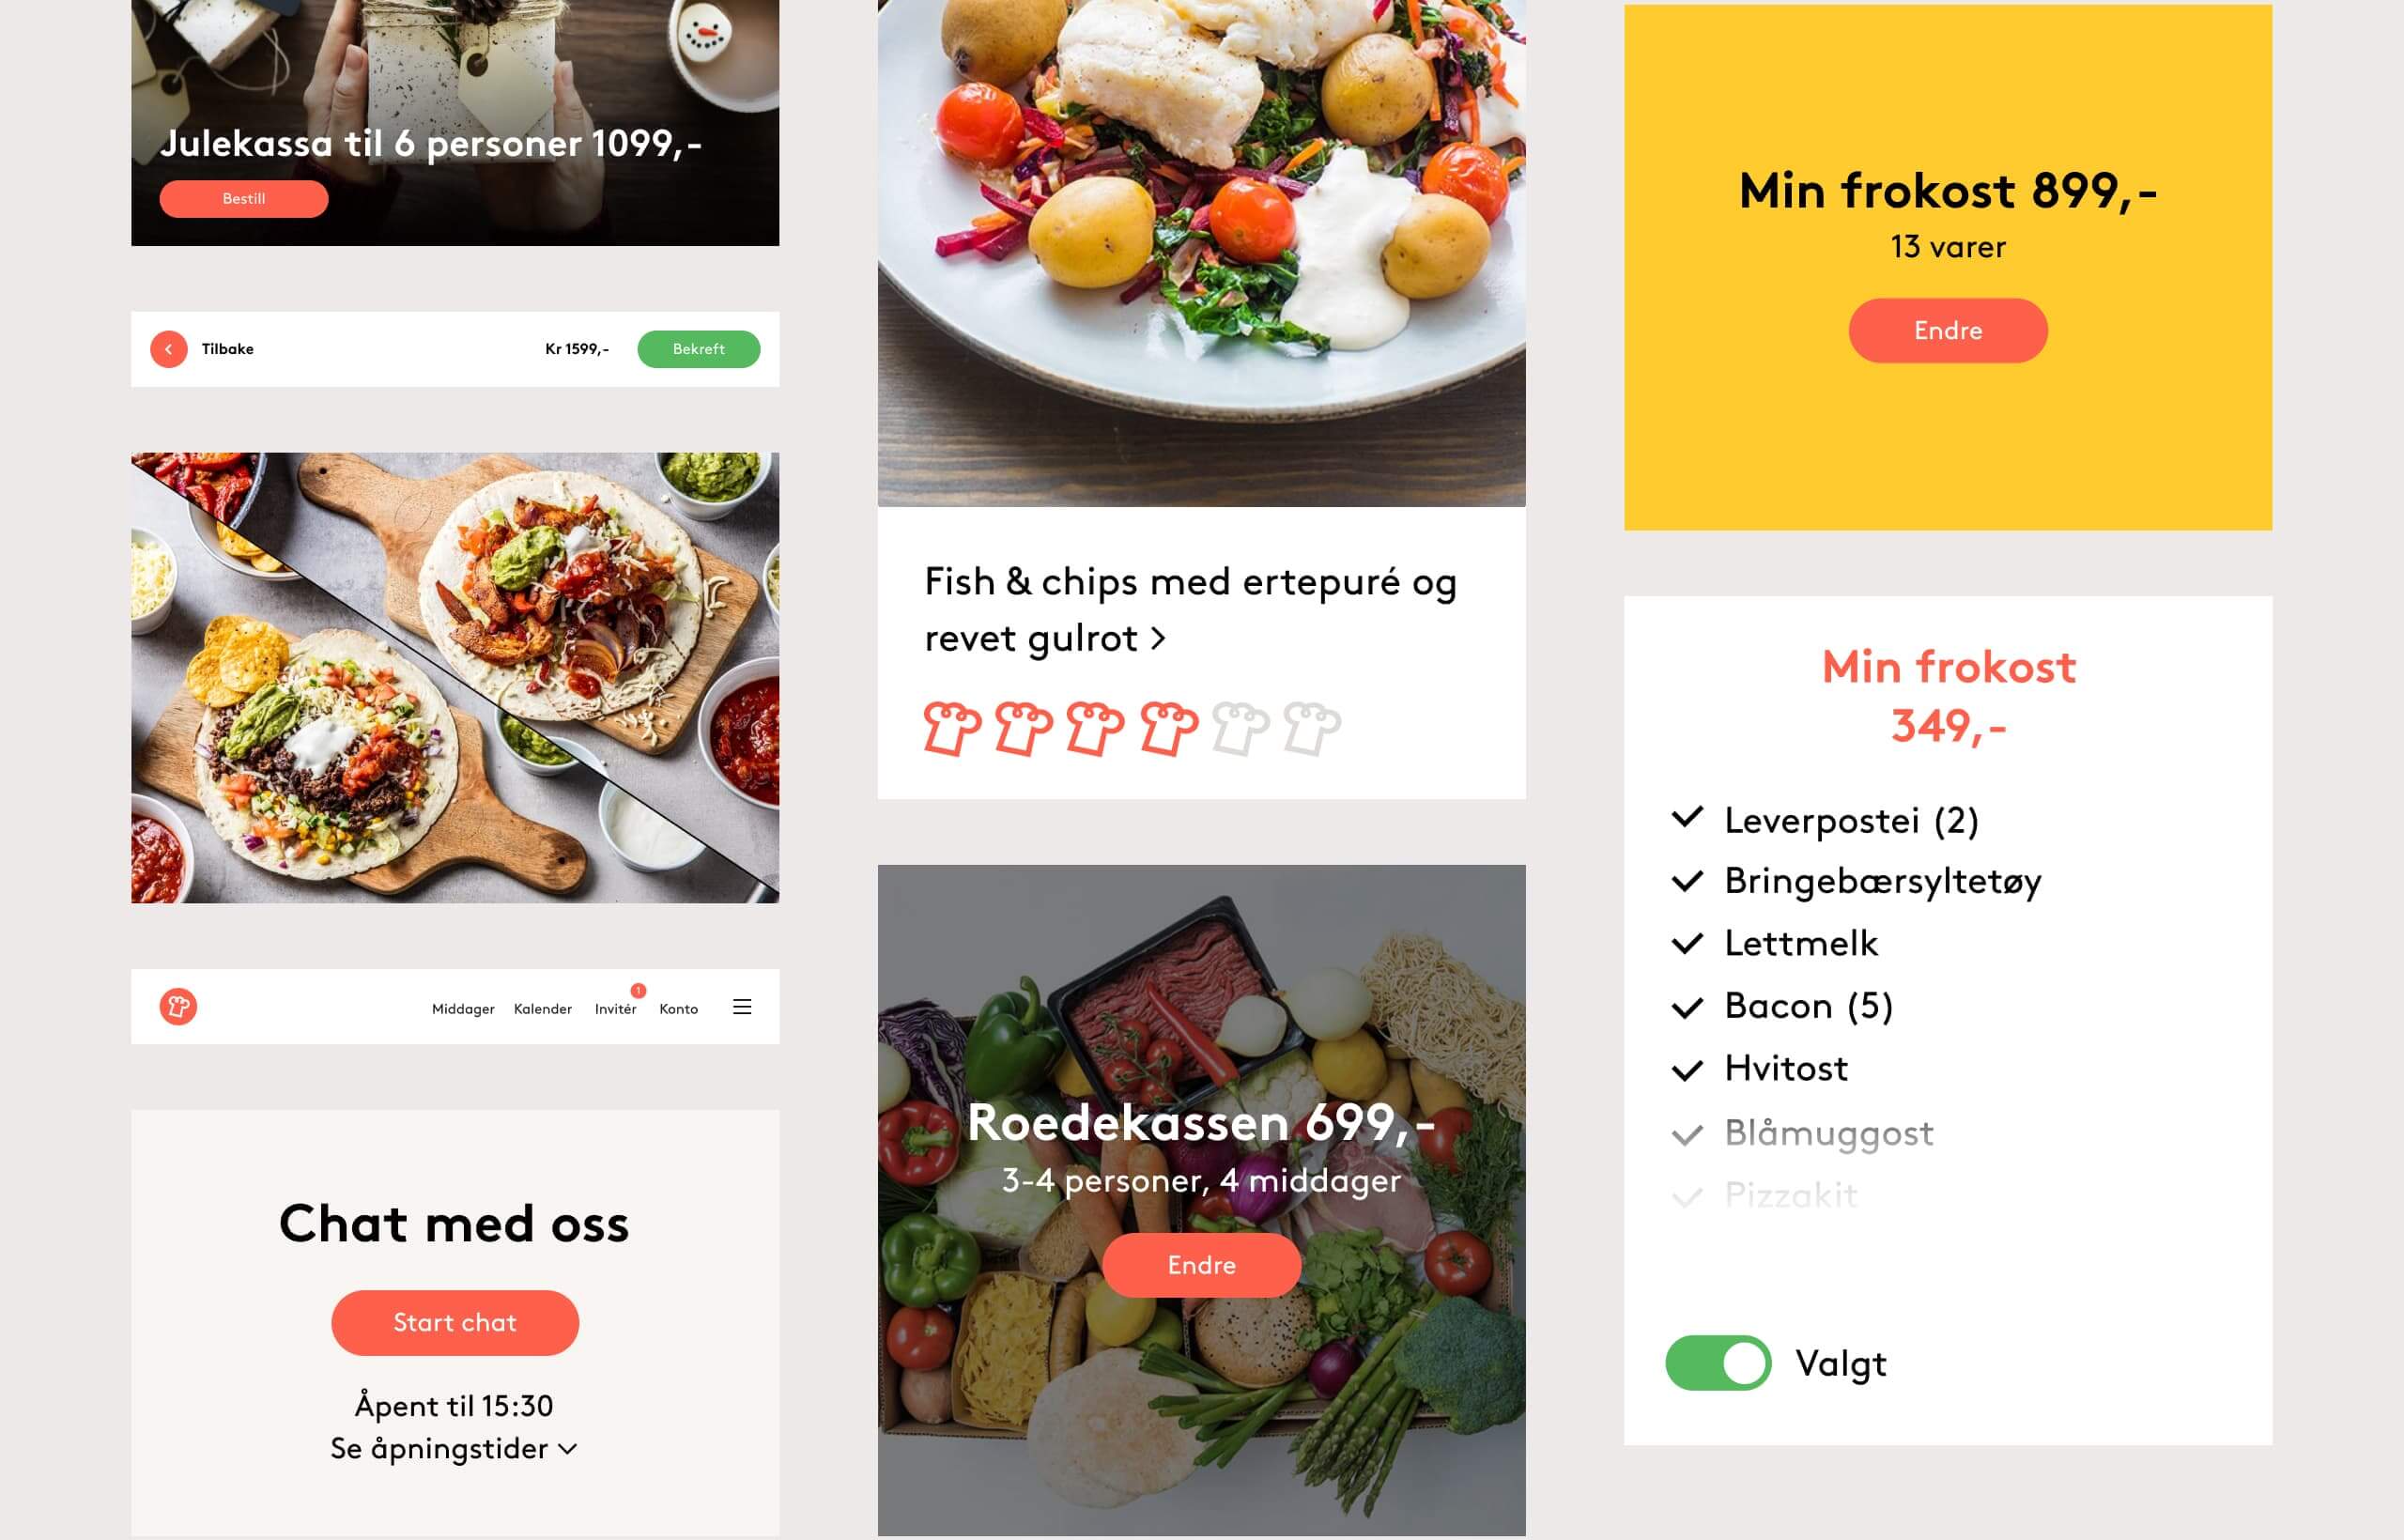 Julekassa til 6 personer 1099,-
Bestill
Tilbake
Kr 1599,-
Bekreft
Middager
Kalender
Invitér
1
Konto
Chat med oss
Start chat
Åpent til 15:30
Se åpningstider
Fish & chips med ertepuré og
revet gulrot
Roedekassen 699,-
3-4 personer, 4 middager
Endre
Min frokost 899,-
13 varer
Endre
Min frokost
349,-
Leverpostei (2)
Bringebærsyltetøy
Lettmelk
Bacon (5)
Hvitost
Blåmuggost
Pizzakit
Valgt